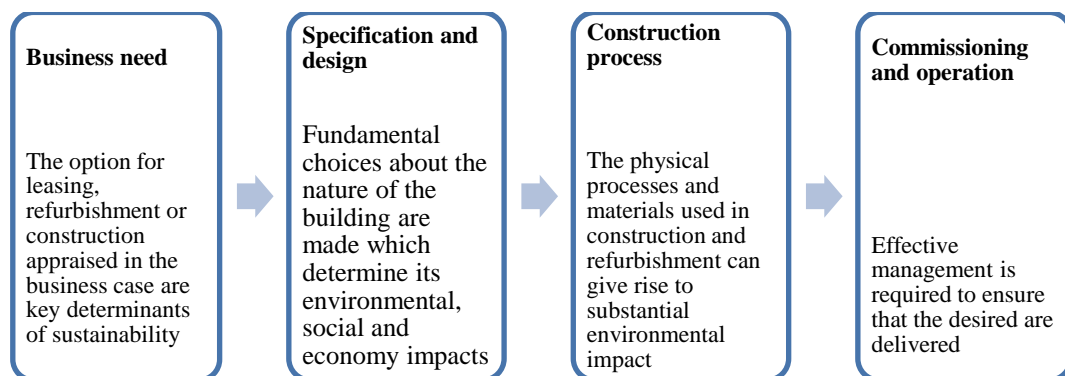 Business need
The option for
leasing,
refurbishment or
construction
appraised in the
business case are
key determinants
of sustainability
Specification and
design
Fundamental
choices about the
nature of the
building are
made which
determine its
environmental,
social and
economy impacts
Construction
process
The physical
processes and
materials used in
construction and
refurbishment can
give rise to
substantial
environmental
impact
Commissioning
and operation
Effective
management is
required to ensure
that the desired are
delivered